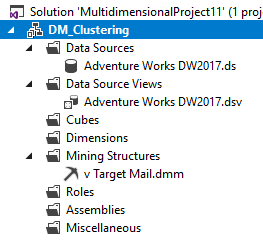 Solution 'MultidimensionalProject11' (1 proj
DM_Clustering
Data Sources
Adventure Works DW2017.ds
Data Source Views
Adventure Works DW2017.dsv
Cubes
Dimensions
Mining Structures
v Target Mail.dmm
Roles
Assemblies
Miscellaneous